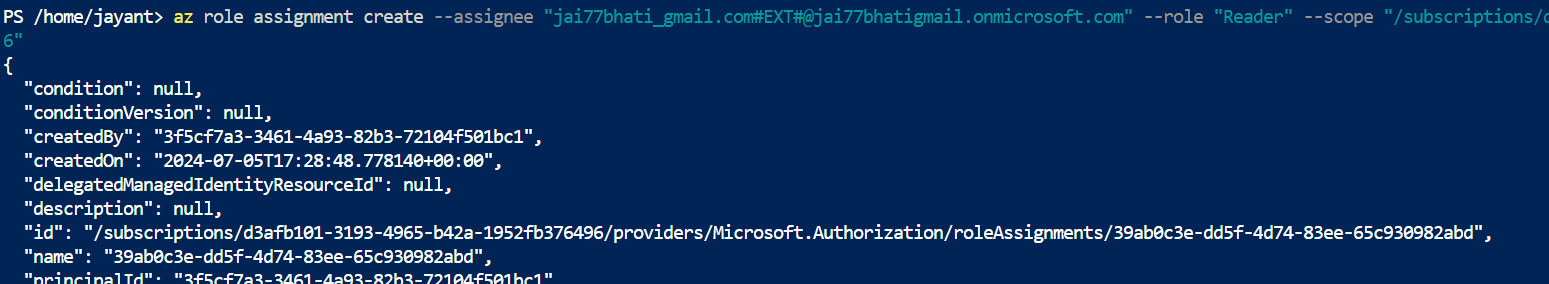 PS /home/jayant> az role assignment create --assignee "jai77bhati_gmail.com#EXT#@jai77bhatigmail.onmicrosoft.com" --role "Reader" --scope "/subscriptions/
6"
{
"condition": null,
"conditionVersion": null,
"createdBy": "3f5cf7a3-3461-4a93-82b3-72104f501bc1",
"createdOn": "2024-07-05T17:28:48.778140+00:00",
"delegatedManagedIdentityResourceId": null,
"description": null,
"id": "/subscriptions/d3afb101-3193-4965-b42a-1952fb376496/providers/Microsoft.Authorization/roleAssignments/39ab0c3e-dd5f-4d74-83ee-65c930982abd",
"name": "39ab0c3e-dd5f-4d74-83ee-65c930982abd",
"principalId": "3f5cf7a3-3461-4a93-82b3-72104f501bc1"